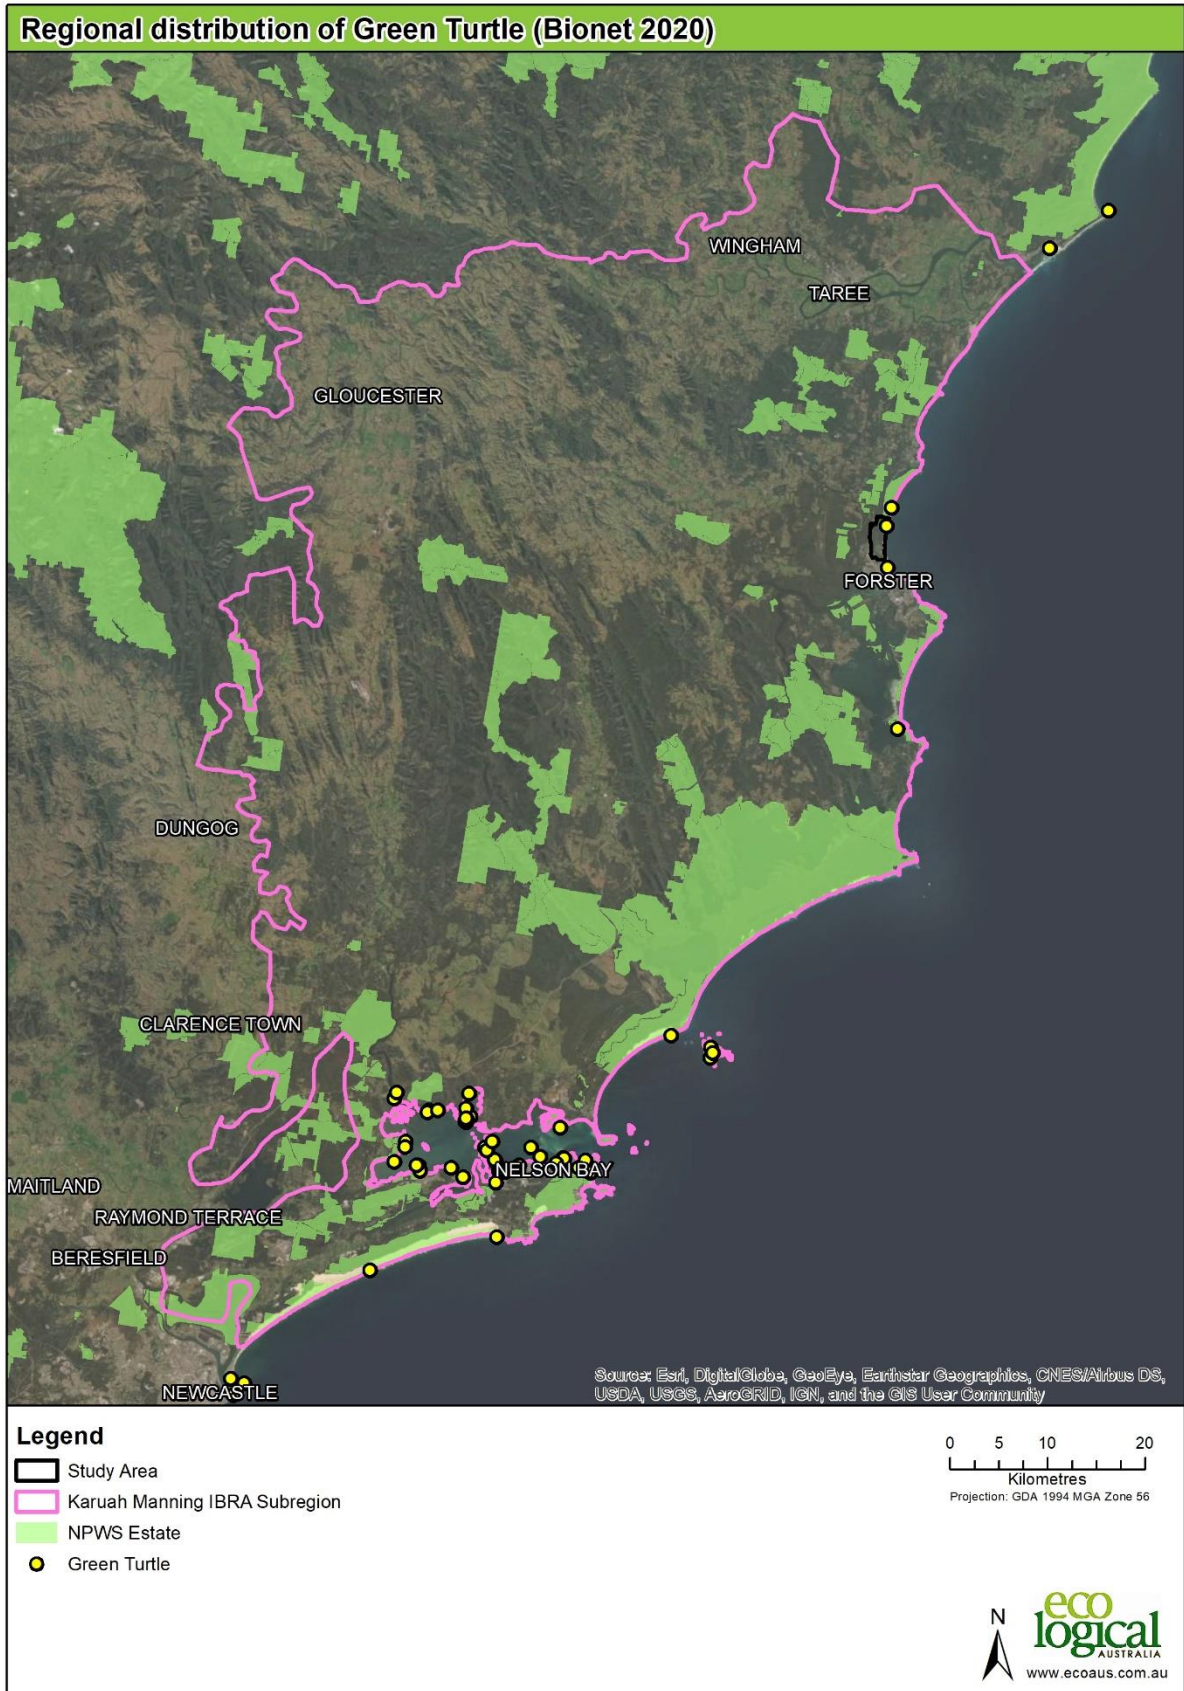 Regional distribution of Green Turtle (Bionet 2020)
WINGHAM
TAREE
GLOUCESTER
FORSTER
DUNGOG
CLARENCE TOWN
NELSON BAY
MAITLAND
RAYMOND TERRACE
BERESFIELD
NEWCASTLE
Source: Esri, DigitalGlobe, GeoEye, Earthstar Geographics, CNES/Airbus DS,
USDA, USGS, AeroGRID, IGN, and the GIS User Community
Legend
Study Area
Karuah Manning IBRA Subregion
NPWS Estate
Green Turtle
0 5 10 20
Kilometres
Projection: GDA 1994 MGA Zone 56
N
eco
logical
AUSTRALIA
www.ecoaus.com.au